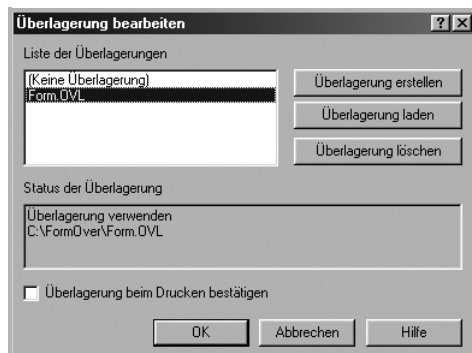 Überlagerung bearbeiten
Liste der Überlagerungen
(Keine Überlagerung)
Form.OVL
Überlagerung erstellen
Überlagerung laden
Überlagerung löschen
Status der Überlagerung
Überlagerung verwenden
C:\FormOver\Form.OVL
Überlagerung beim Drucken bestätigen
OK
Abbrechen
Hilfe